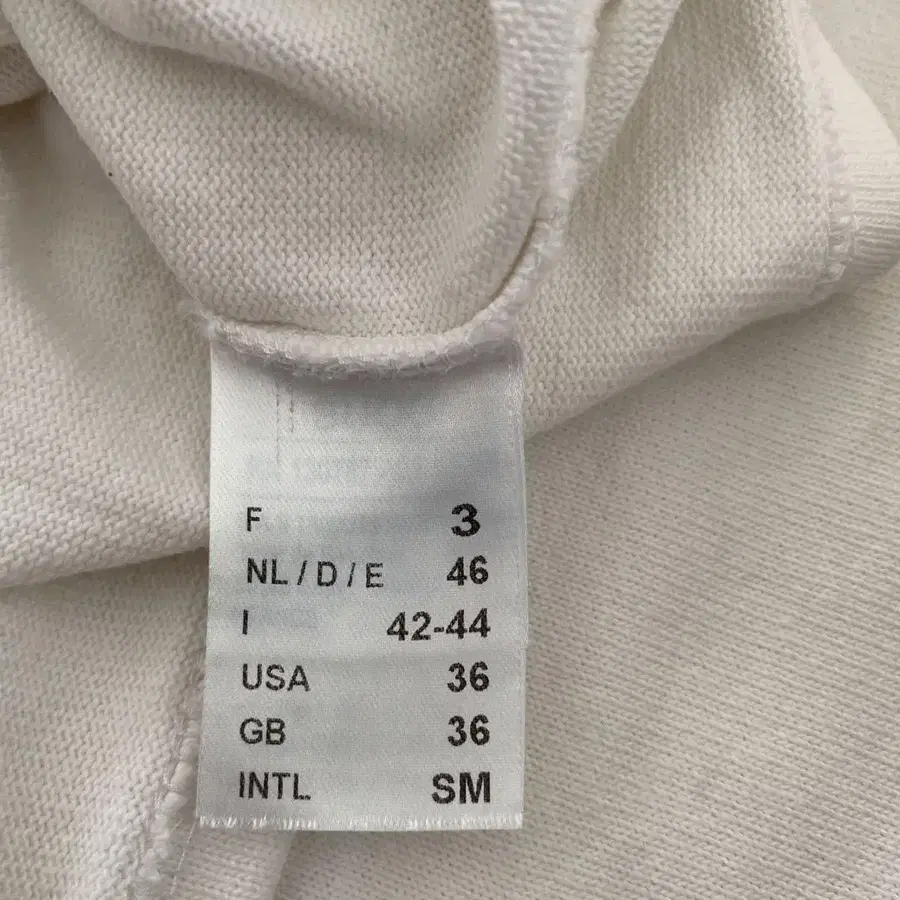 F 3
NL / D / E 46
I 42-44
USA 36
GB 36
INTL SM